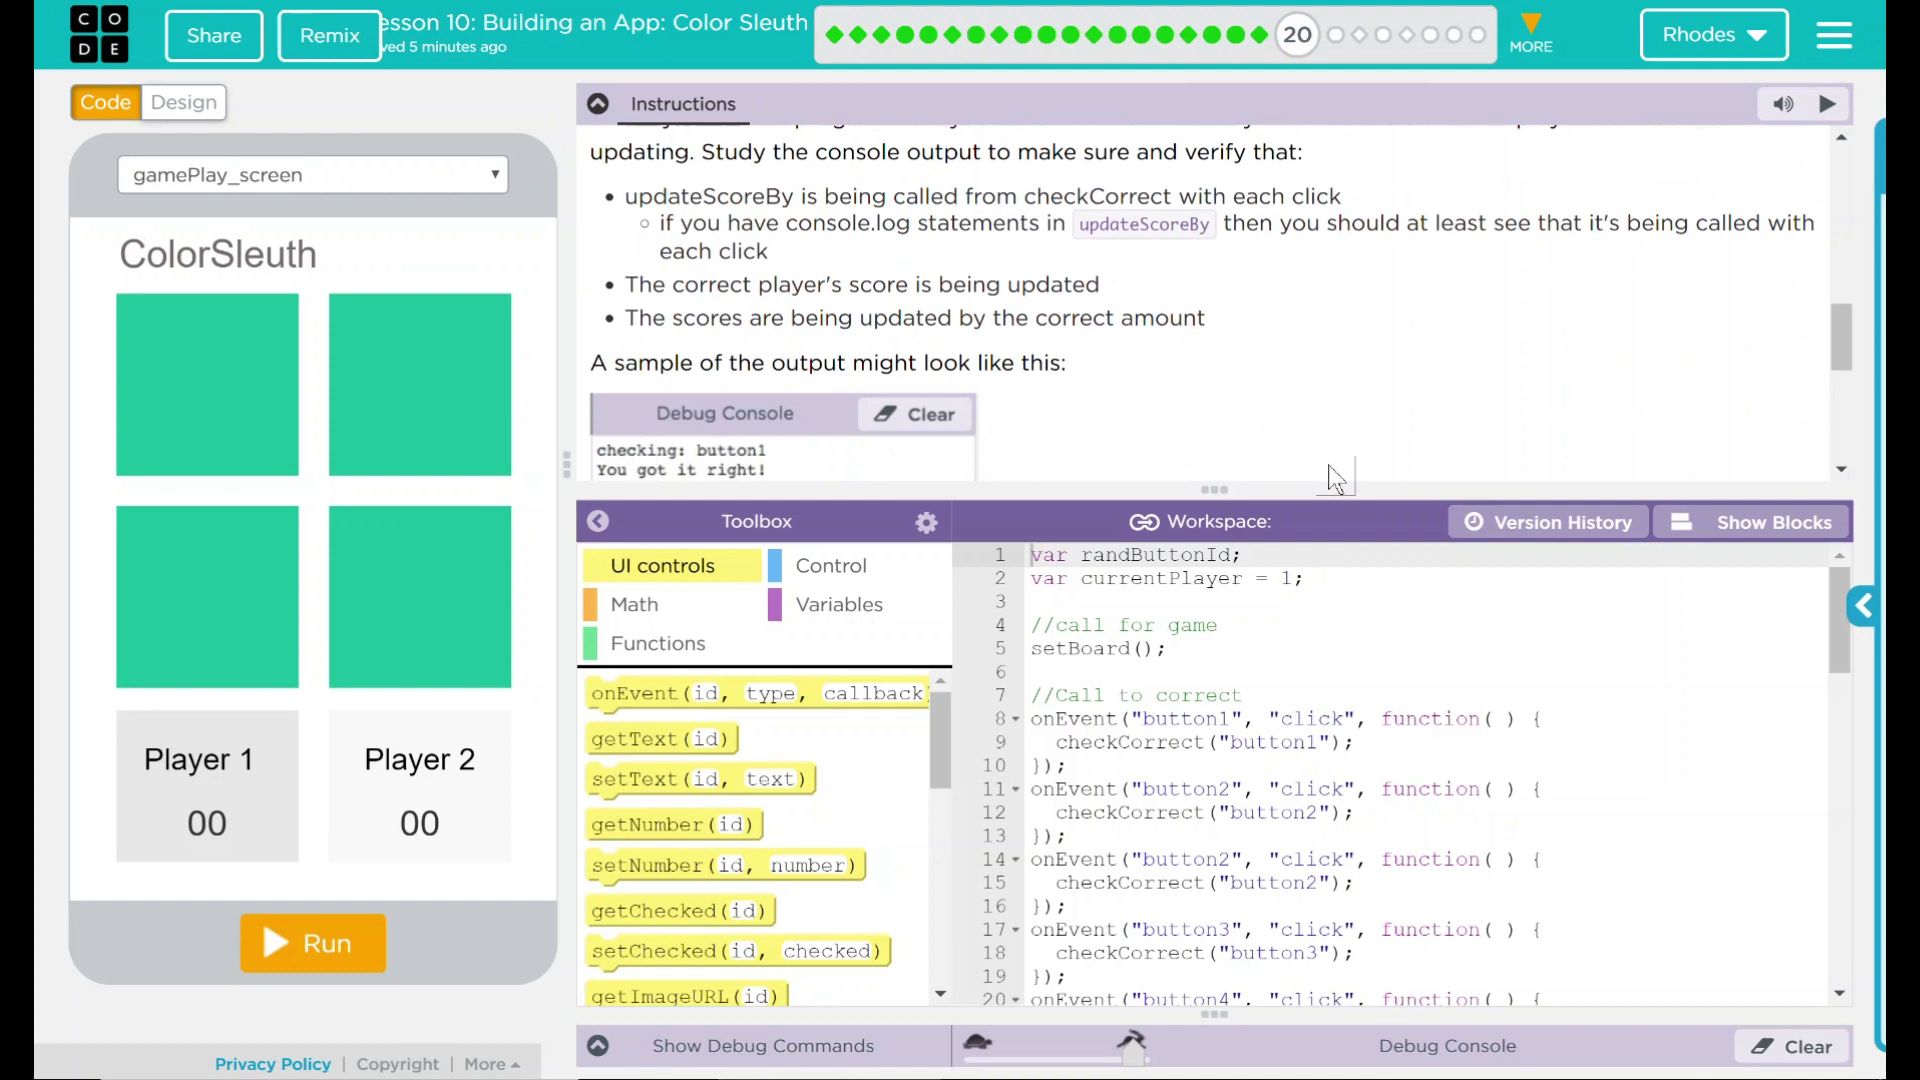 CODE
Share
Remix
esson 10: Building an App: Color Sleuth
ved 5 minutes ago
20
MORE
Rhodes
Code
Design
Instructions
gamePlay_screen
ColorSleuth
Player 1
00
Player 2
00
Run
Privacy Policy | Copyright | More
updating. Study the console output to make sure and verify that:
updateScoreBy is being called from checkCorrect with each click
if you have console.log statements in updateScoreBy then you should at least see that it's being called with
each click
The correct player's score is being updated
The scores are being updated by the correct amount
A sample of the output might look like this:
Debug Console
Clear
checking: button1
You got it right!
Toolbox
Workspace:
Version History
Show Blocks
UI controls
Control
Math
Variables
Functions
onEvent(id, type, callback)
getText(id)
setText(id, text)
getNumber(id)
setNumber(id, number)
getChecked(id)
setChecked(id, checked)
getImageURL(id)
1 var randButtonId;
2 var currentPlayer = 1;
3
4 //call for game
5 setBoard();
6
7 //Call to correct
8 onEvent("button1", "click", function( ) {
9 checkCorrect("button1");
10 });
11 onEvent("button2", "click", function( ) {
12 checkCorrect("button2");
13 });
14 onEvent("button2", "click", function( ) {
15 checkCorrect("button2");
16 });
17 onEvent("button3", "click", function( ) {
18 checkCorrect("button3");
19 });
20 onEvent("button4", "click", function( ) {
Show Debug Commands
Debug Console
Clear